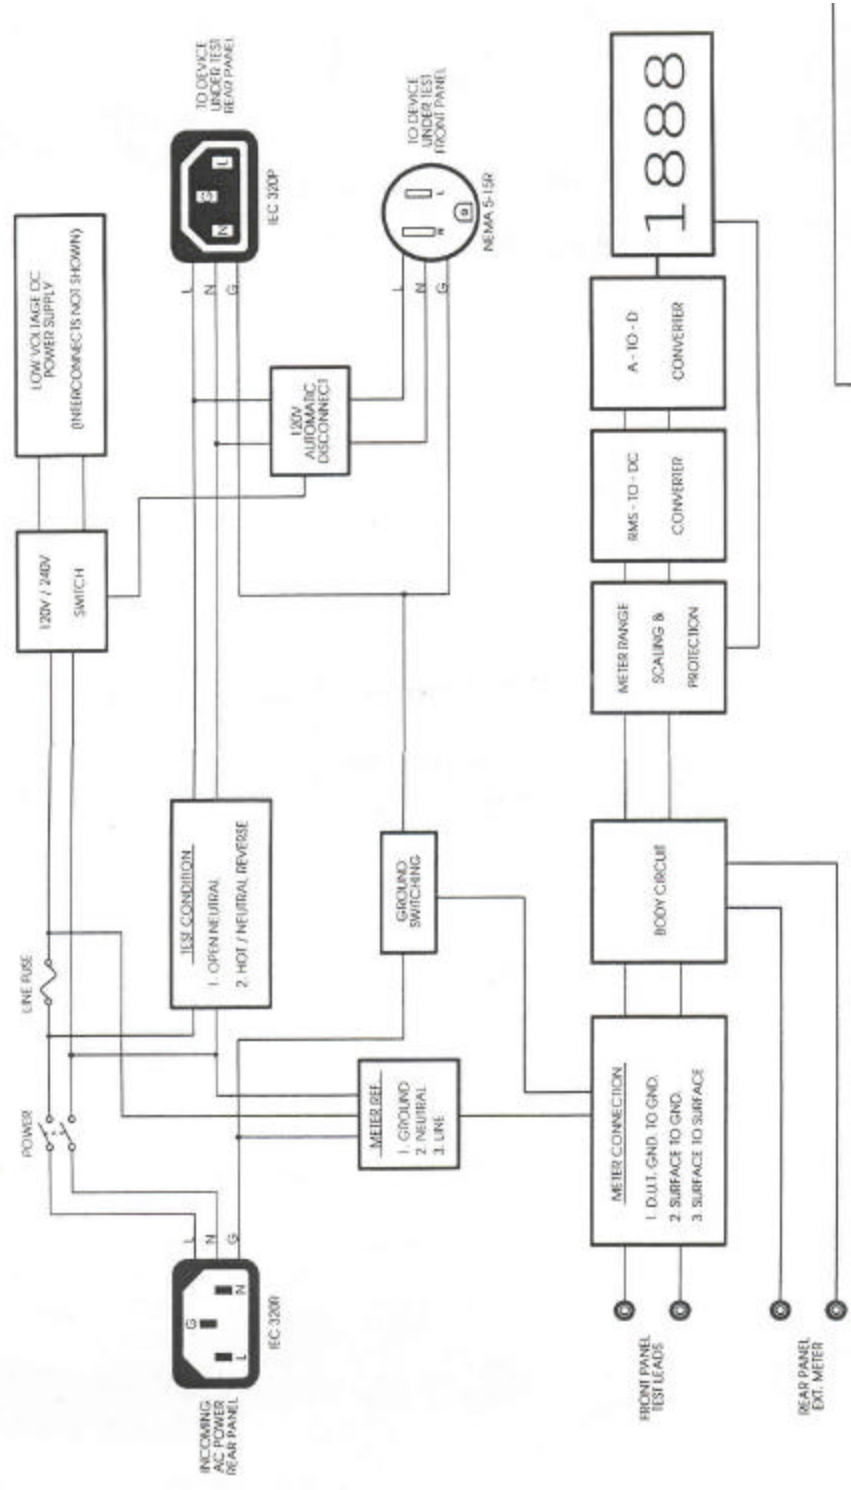 INCOMING
AC POWER
REAR PANEL
IEC 320R
L
G
N
L
N
G
POWER
LINE FUSE
120V / 240V
SWITCH
LOW VOLTAGE DC
POWER SUPPLY
(INTERCONNECTS NOT SHOWN)
TEST CONDITION
1. OPEN NEUTRAL
2. HOT / NEUTRAL REVERSE
L
N
G
N
G
L
IEC 320P
TO DEVICE
UNDER TEST
REAR PANEL
120V
AUTOMATIC
DISCONNECT
L
N
G
N
L
G
NEMA 5-15R
TO DEVICE
UNDER TEST
FRONT PANEL
METER REF.
1. GROUND
2. NEUTRAL
3. LINE
GROUND
SWITCHING
FRONT PANEL
TEST LEADS
METER CONNECTION
1. D.U.T. GND. TO GND.
2. SURFACE TO GND.
3. SURFACE TO SURFACE
BODY CIRCUIT
METER RANGE
SCALING &
PROTECTION
RMS - TO - DC
CONVERTER
A - TO - D
CONVERTER
1888
REAR PANEL
EXT. METER